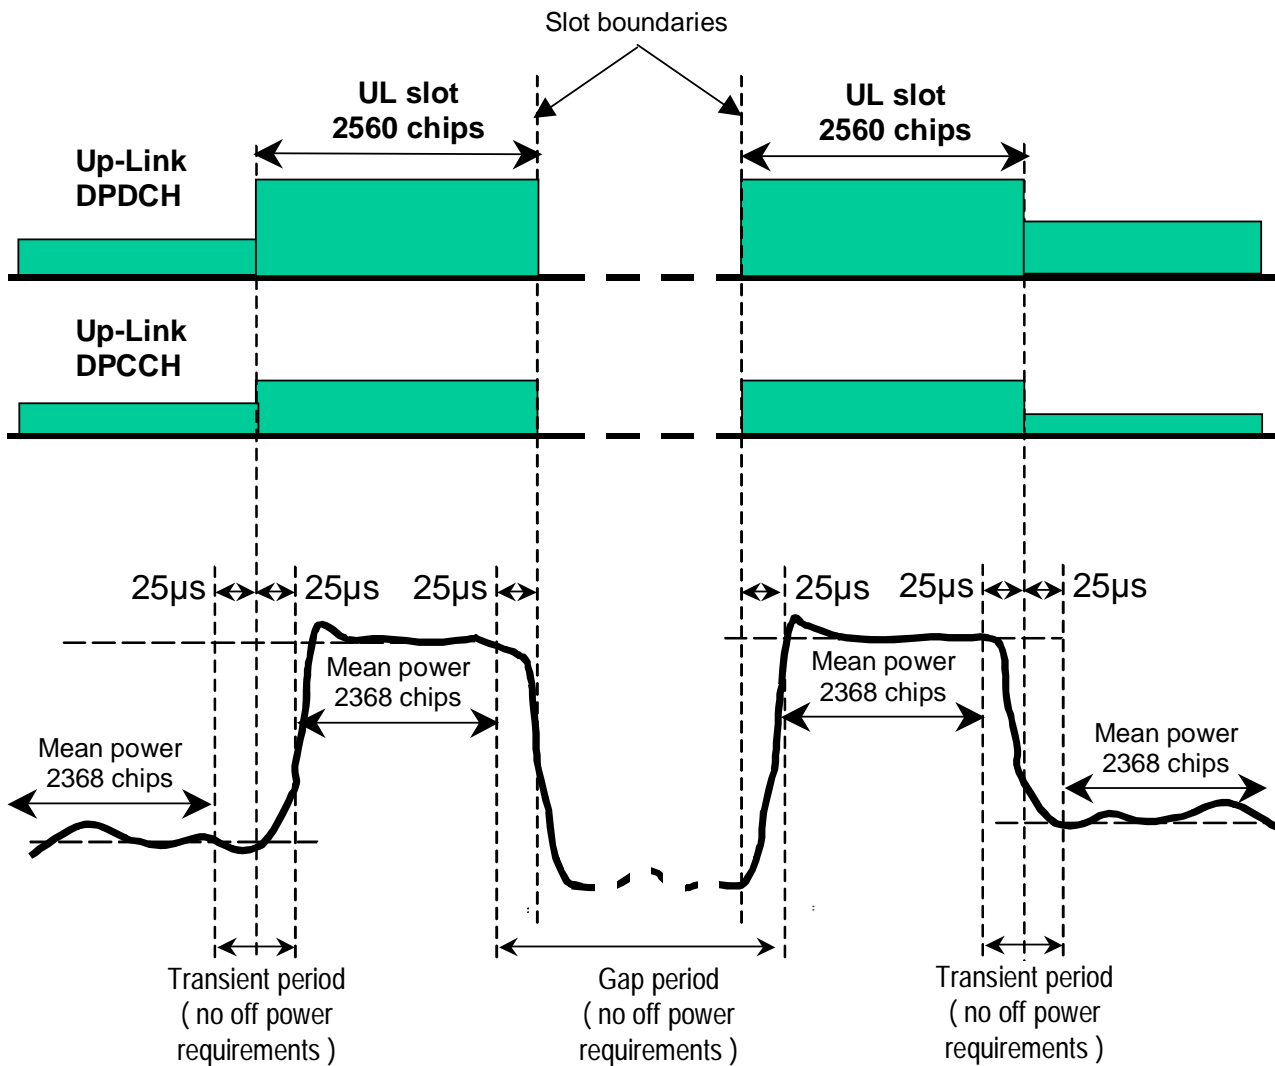 Slot boundaries
UL slot
2560 chips
UL slot
2560 chips
Up-Link
DPDCH
Up-Link
DPCCH
25µs
25µs
25µs
25µs
25µs
25µs
Mean power
2368 chips
Mean power
2368 chips
Mean power
2368 chips
Mean power
2368 chips
Transient period
( no off power
requirements )
Gap period
( no off power
requirements )
Transient period
( no off power
requirements )